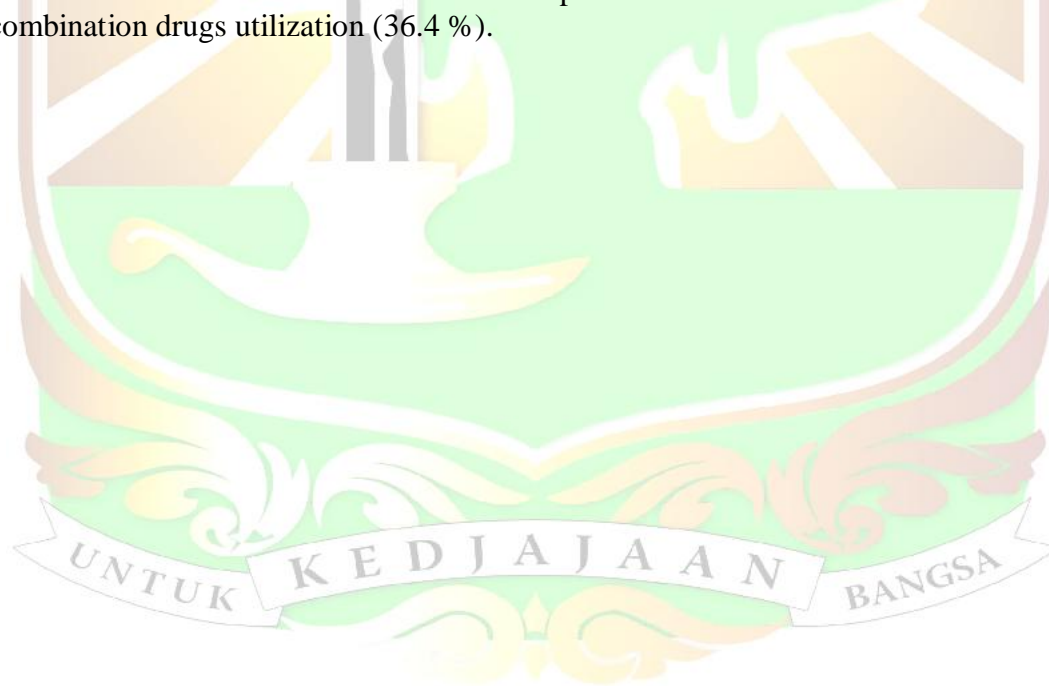 combination drugs utilization (36.4 %).
UNTUK KEDJAJAAN BANGSA